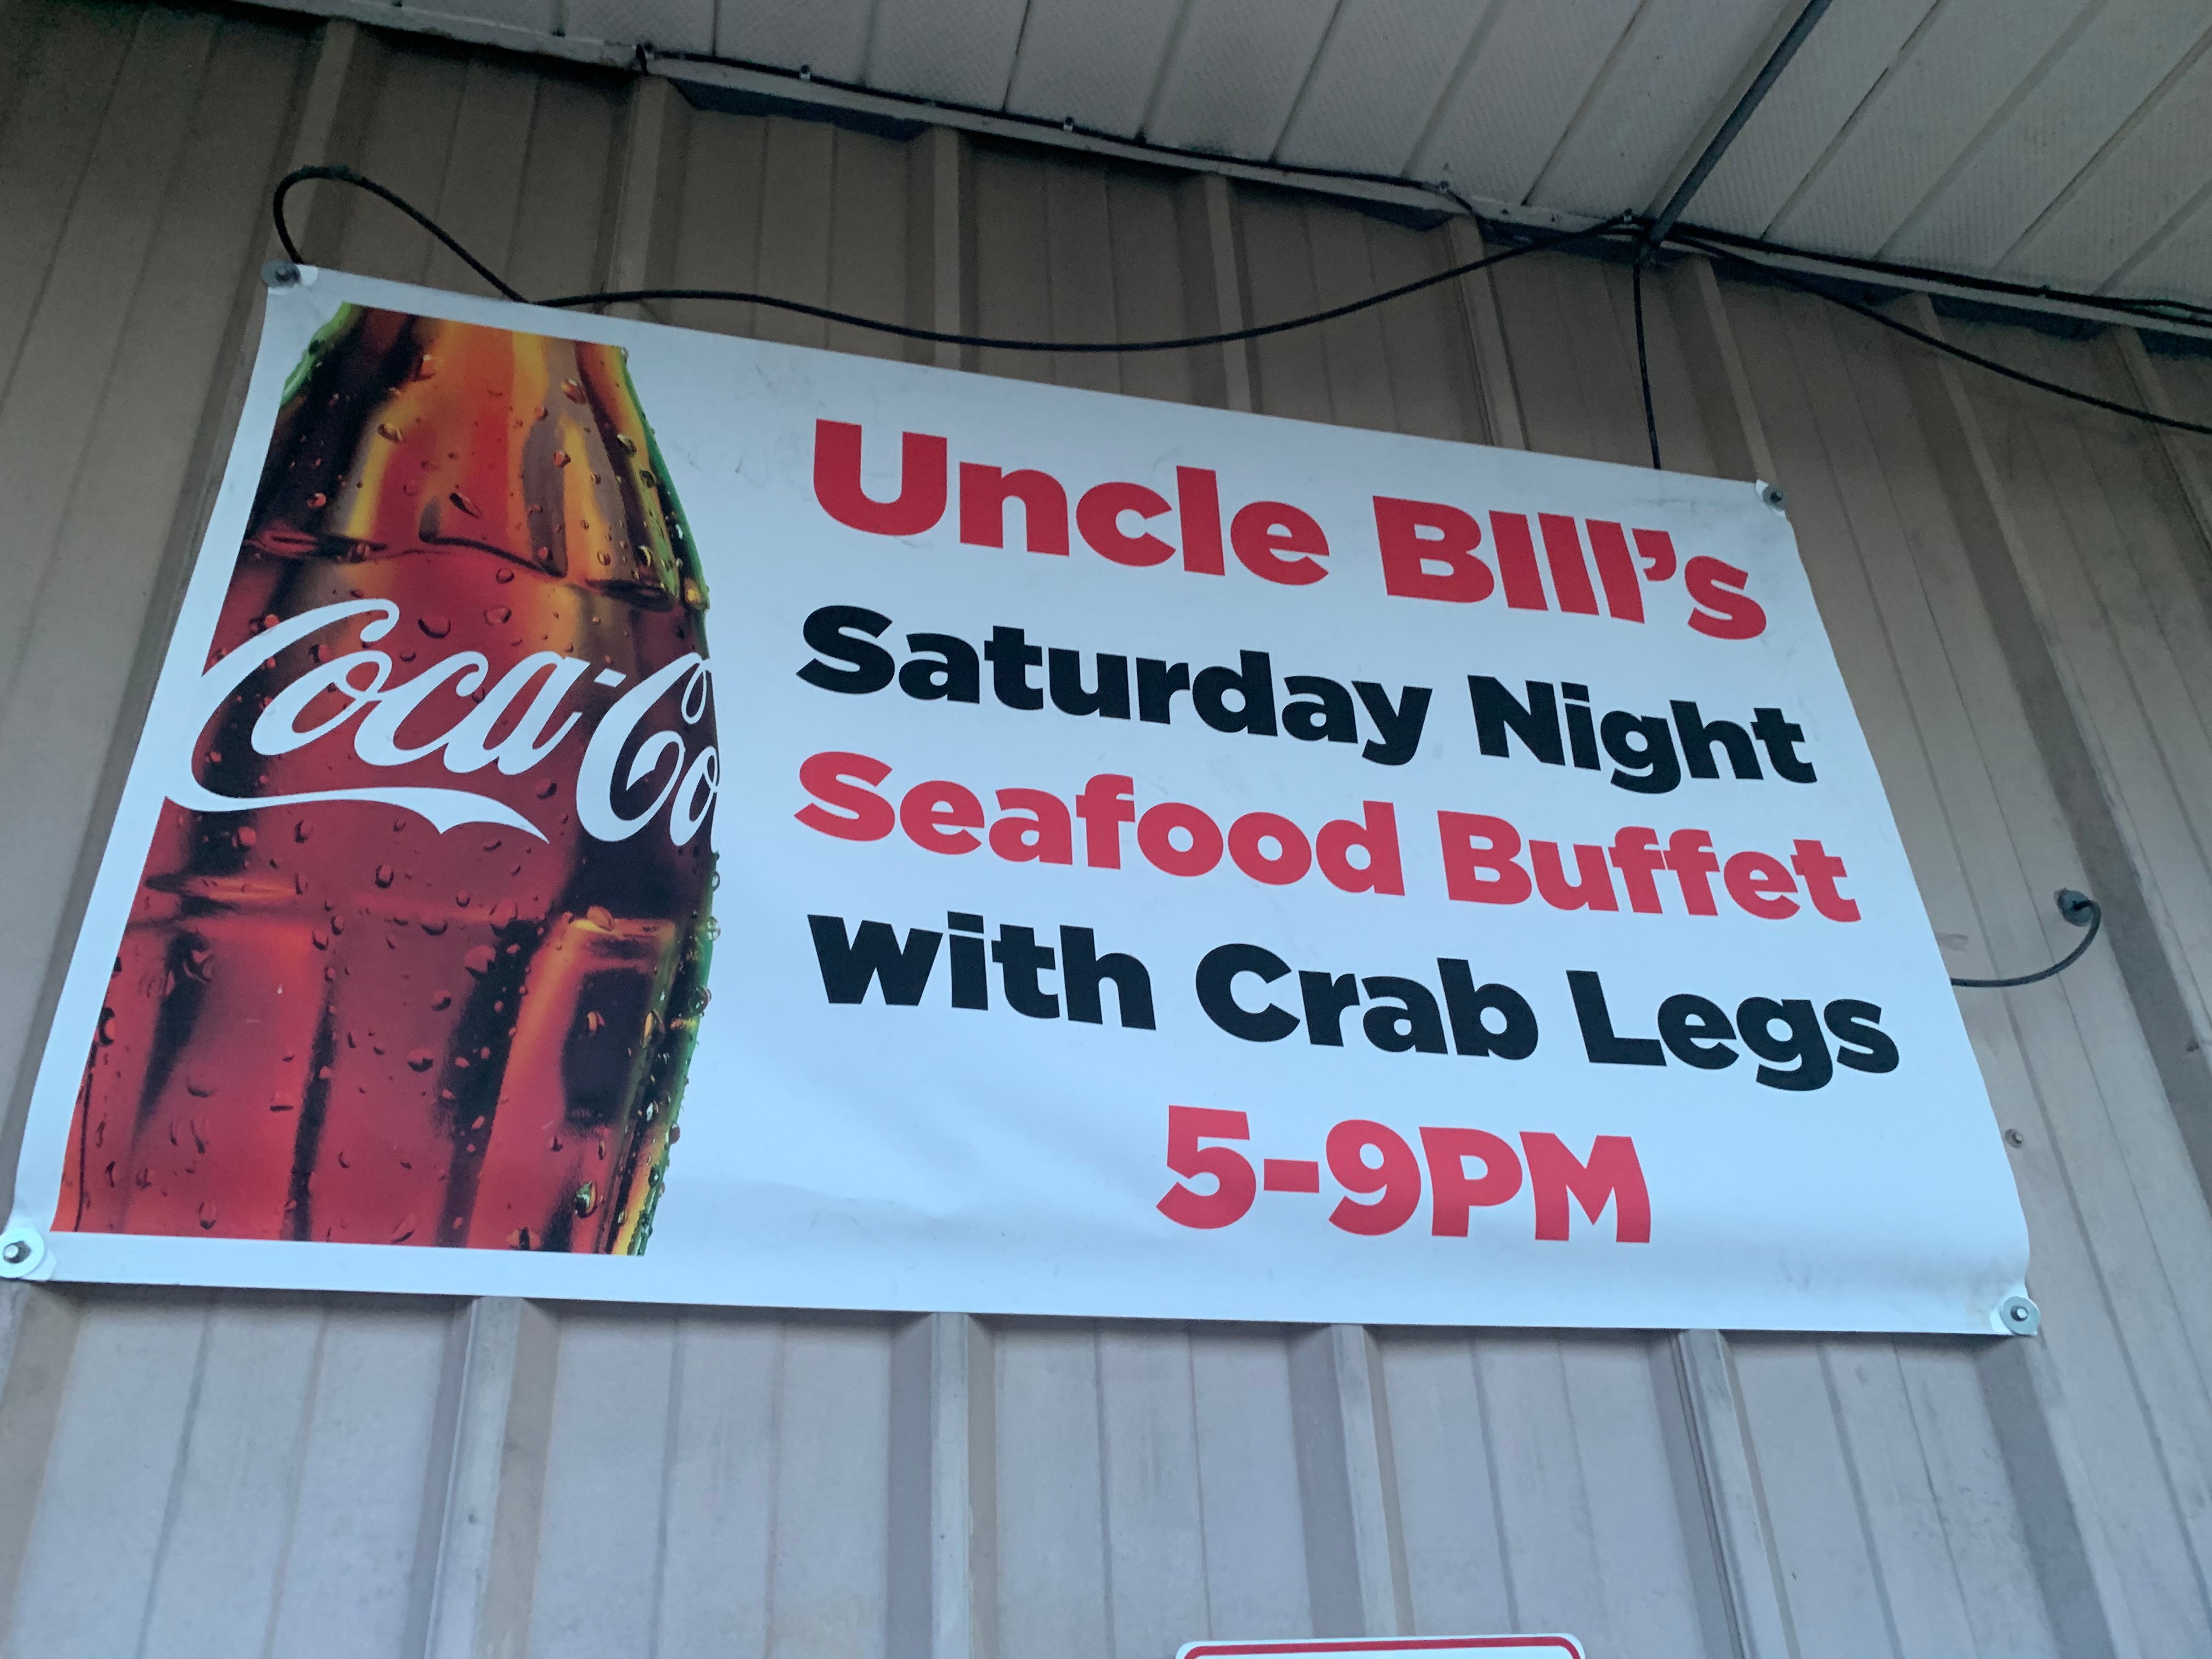 Coca-Co
Uncle BIll's
Saturday Night
Seafood Buffet
with Crab Legs
5-9PM